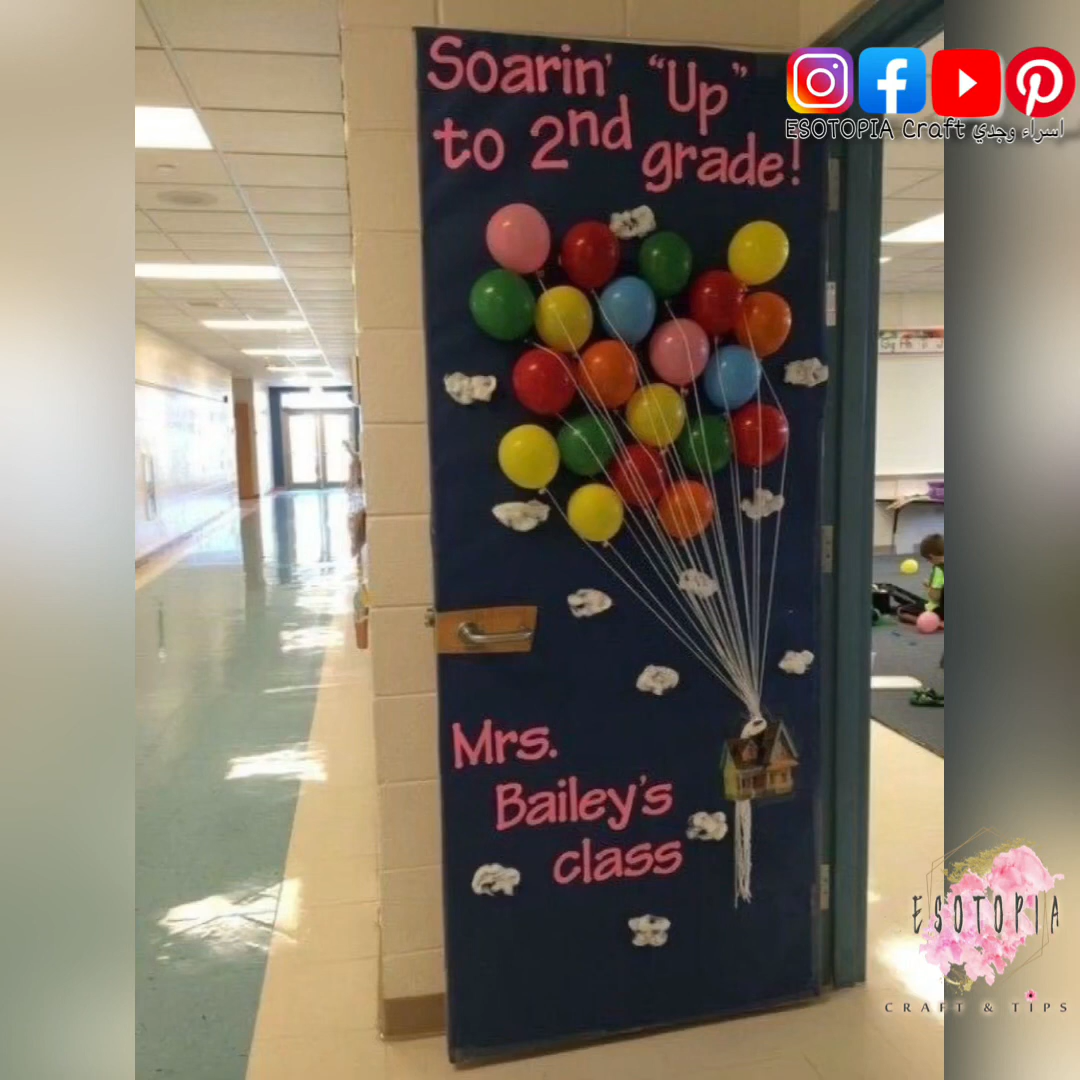 Soarin' "Up"
to 2nd grade!
ESOTOPIA Craft اسراء وجدي
Mrs.
Bailey's
class
ESOTOPIA
CRAFT & TIPS